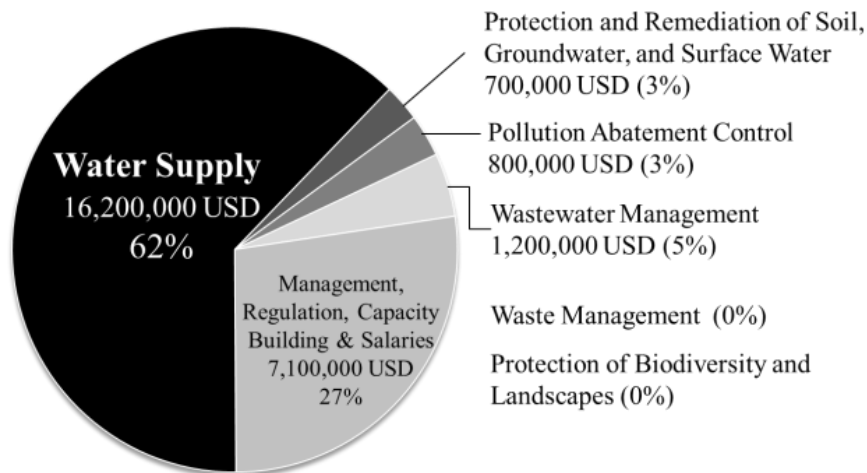 Protection and Remediation of Soil,
Groundwater, and Surface Water
700,000 USD (3%)
Pollution Abatement Control
800,000 USD (3%)
Wastewater Management
1,200,000 USD (5%)
Waste Management (0%)
Protection of Biodiversity and
Landscapes (0%)
Water Supply
16,200,000 USD
62%
Management,
Regulation, Capacity
Building & Salaries
7,100,000 USD
27%